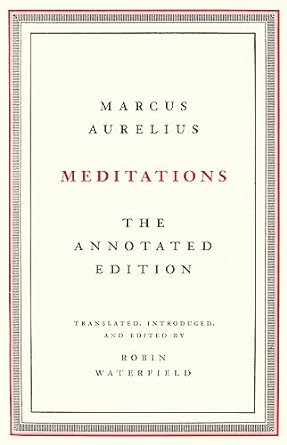 MARCUS
AURELIUS
MEDITATIONS
THE
ANNOTATED
EDITION
TRANSLATED, INTRODUCED,
AND EDITED BY
ROBIN
WATERFIELD